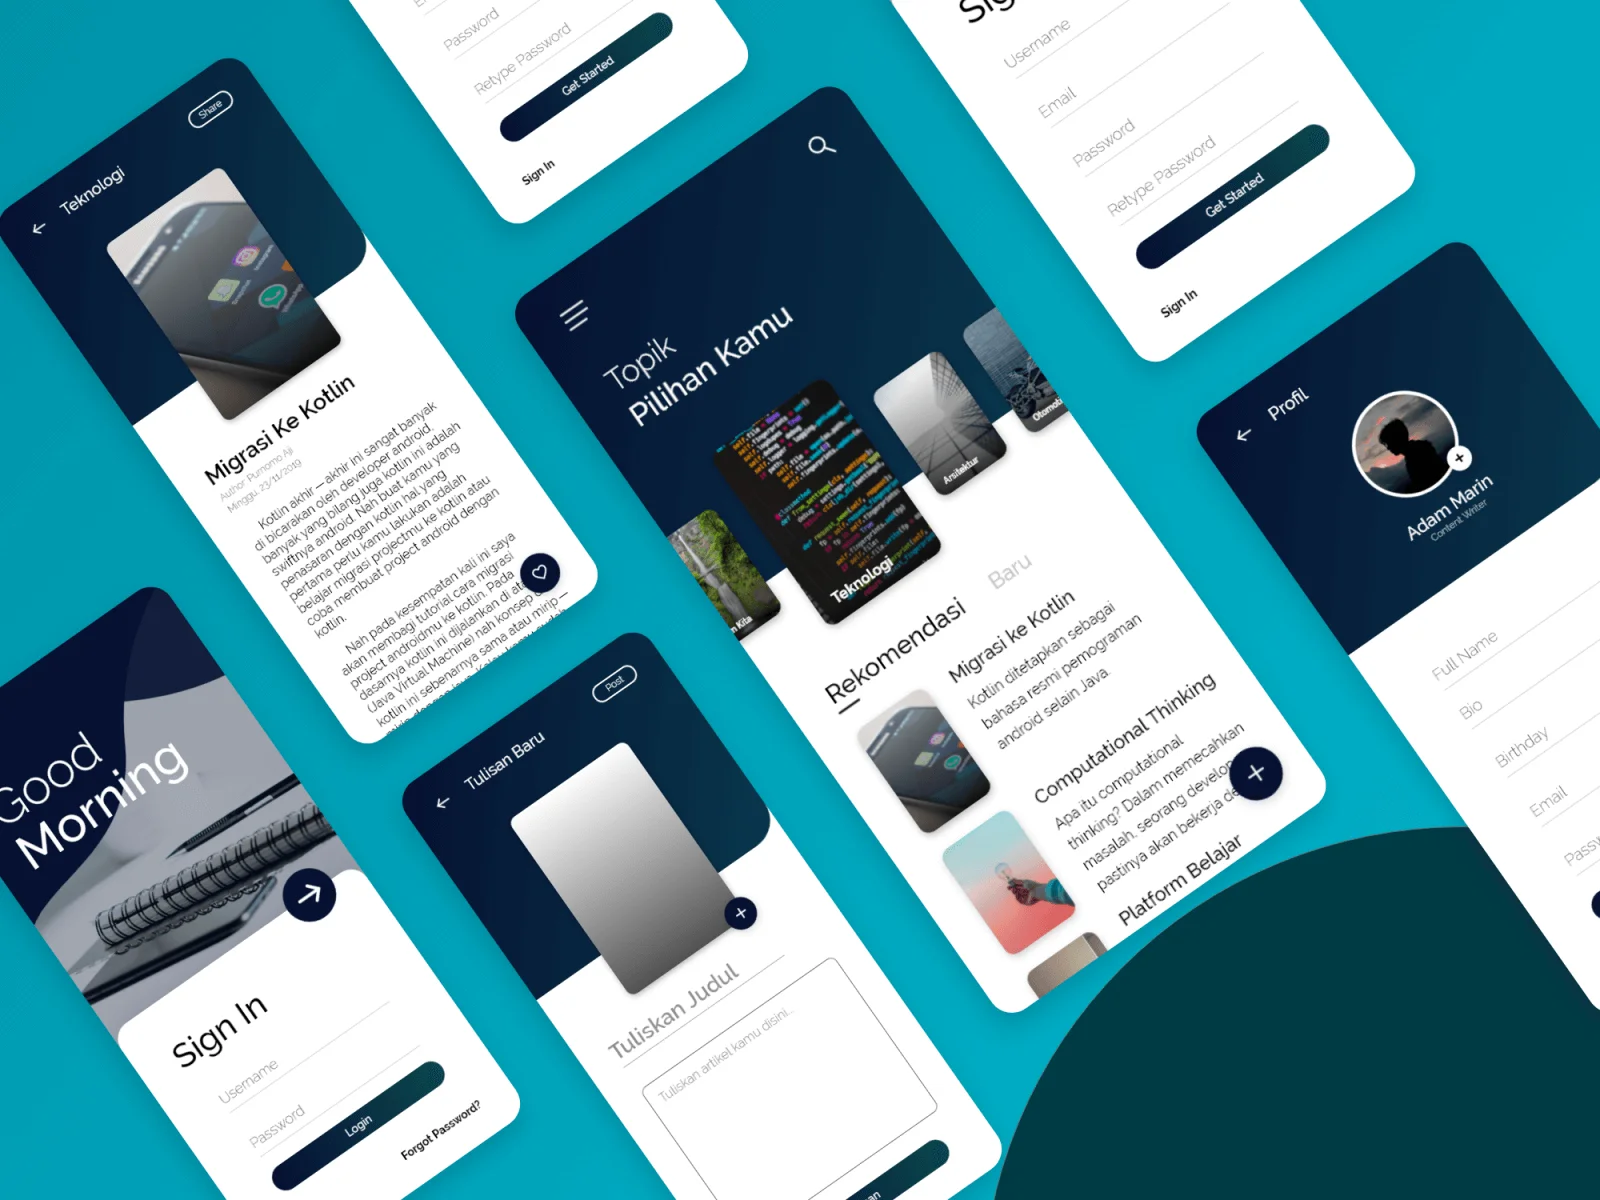 Share
Teknologi
Migrasi Ke Kotlin
Author Purnomo Aji
Minggu, 23/11/2019
Kotlin akhir – akhir ini sangat banyak
di bicarakan oleh developer android.
banyak yang bilang juga kotlin ini adalah
swiftnya android. Nah buat kamu yang
penasaran dengan kotlin hal yang
pertama perlu kamu lakukan adalah
belajar migrasi projectmu ke kotlin atau
coba membuat project android dengan
kotlin.
Nah pada kesempatan kali ini saya
akan membagi tutorial cara migrasi
project androidmu ke kotlin. Pada
dasarnya kotlin ini dijalankan di
(Java Virtual Machine) nah konsep
kotlin ini sebenarnya sama atau mirip –
Password
Retype Password
Get Started
Sign In
Username
Email
Password
Retype Password
Get Started
Sign In
Topik
Pilihan Kamu
Kita
Teknologi
Arsitektur
Rekomendasi
Baru
Migrasi ke Kotlin
Kotlin ditetapkan sebagai
bahasa resmi pemograman
android selain Java.
Computational Thinking
Apa itu computational
thinking? Dalam memecahkan
masalah, seorang
pastinya akan bekerja
Platform Belajar
Profil
Adam Marin
Content Writer
Full Name
Bio
Birthday
Email
Good
Morning
Sign In
Username
Password
Login
Forgot Password?
Post
Tulisan Baru
Tuliskan Judul
Tuliskan artikel kamu disini...